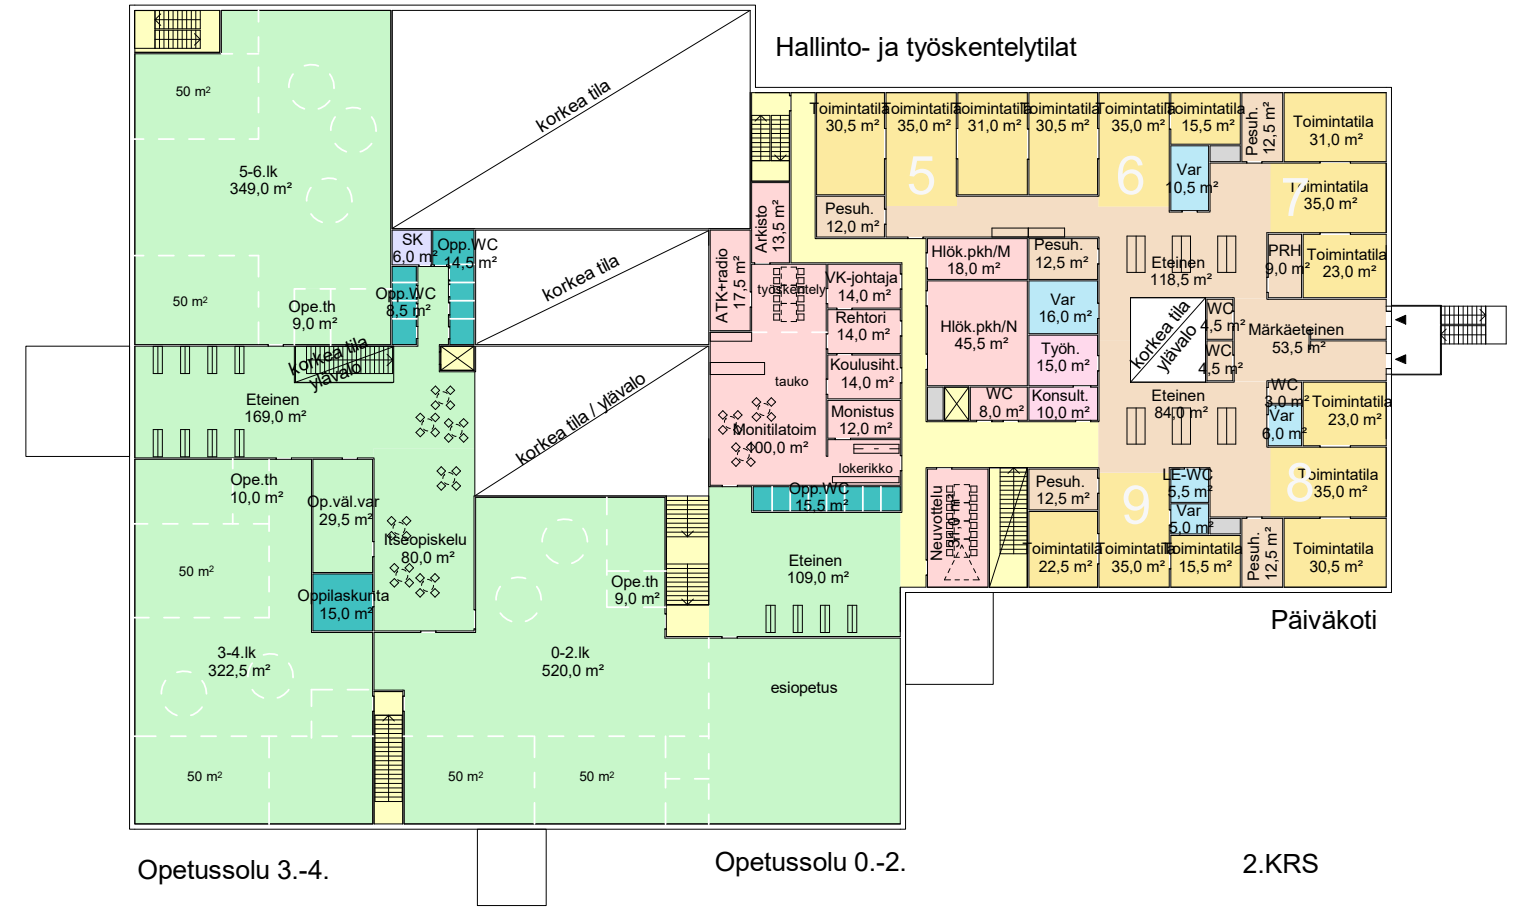 Hallinto- ja työskentelytilat
50 m²
5-6.lk
349,0 m²
50 m²
Ope.th
9,0 m²
korkea tila
SK
6,0 m²
Opp.WC
14,5 m²
Opp.WC
8,5 m²
korkea tila
korkea tila
ylävalo
korkea tila / ylävalo
Eteinen
169,0 m²
Ope.th
10,0 m²
Op.väl.var
29,5 m²
Itseopiskelu
80,0 m²
50 m²
Oppilaskunta
15,0 m²
3-4.lk
322,5 m²
50 m²
0-2.lk
520,0 m²
50 m²
50 m²
Ope.th
9,0 m²
Eteinen
109,0 m²
esiopetus
Arkisto
13,5 m²
ATK+radio
17,5 m²
työskentely
VK-johtaja
14,0 m²
Rehtori
14,0 m²
Koulusiht.
14,0 m²
tauko
Monistus
12,0 m²
Monitilatoim
100,0 m²
lokerikko
Opp.WC
15,5 m²
Toimintatila
30,5 m²
Toimintatila
35,0 m²
Toimintatila
31,0 m²
Toimintatila
30,5 m²
Toimintatila
35,0 m²
Toimintatila
15,5 m²
Pesuh.
12,5 m²
Toimintatila
31,0 m²
5
6
7
Var
10,5 m²
Toimintatila
35,0 m²
Pesuh.
12,0 m²
Hlök.pkh/M
18,0 m²
Pesuh.
12,5 m²
Eteinen
118,5 m²
PRH
9,0 m²
Toimintatila
23,0 m²
Hlök.pkh/N
45,5 m²
Var
16,0 m²
Työh.
15,0 m²
korkea tila
ylävalo
WC
4,5 m²
WC
4,5 m²
Märkäeteinen
53,5 m²
WC
8,0 m²
Konsult.
10,0 m²
Eteinen
84,0 m²
WC
3,0 m²
Var
6,0 m²
Toimintatila
23,0 m²
Neuvottelu
Pesuh.
12,5 m²
9
LE-WC
5,5 m²
Var
5,0 m²
8
Toimintatila
35,0 m²
Toimintatila
22,5 m²
Toimintatila
35,0 m²
Toimintatila
15,5 m²
Pesuh.
12,5 m²
Toimintatila
30,5 m²
Päiväkoti
Opetussolu 3.-4.
Opetussolu 0.-2.
2.KRS